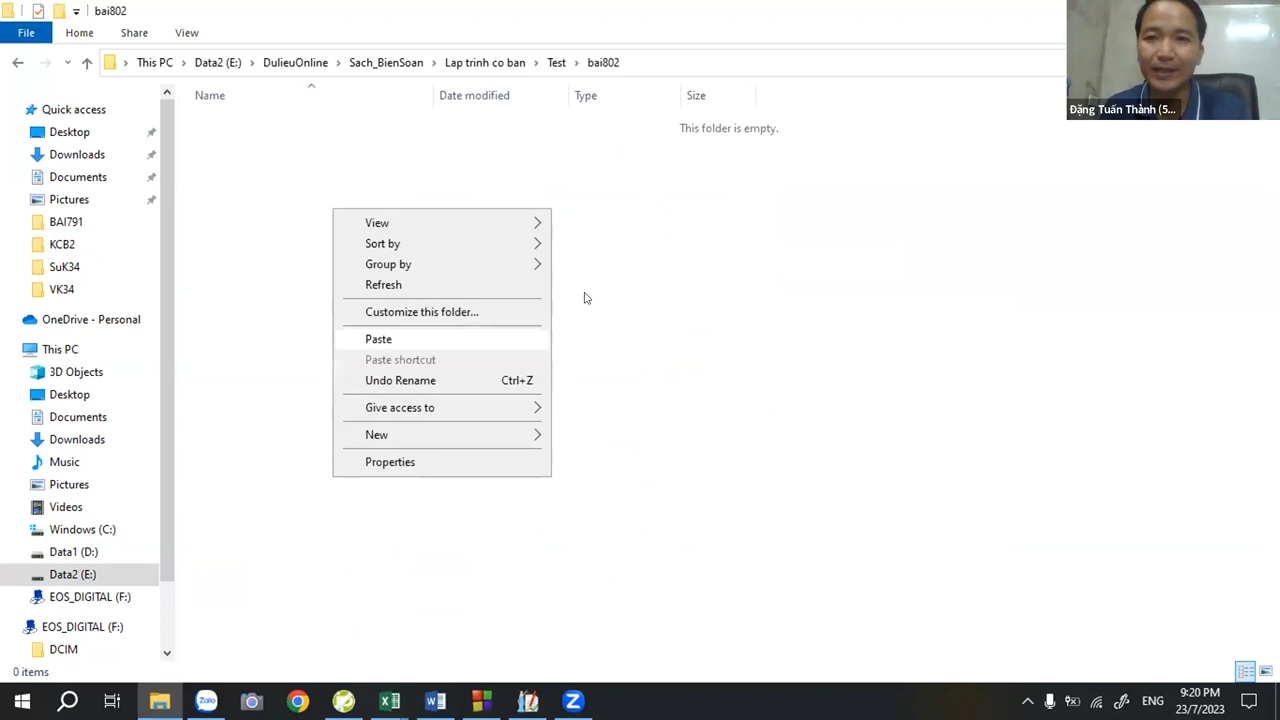 bai802
File Home Share View
This PC Data2 (E:) DulieuOnline Sach_BienSoan Lap trinh co ban Test bai802
Đặng Tuấn Thành (5...
Name Date modified Type Size
This folder is empty.
Quick access
Desktop
Downloads
Documents
Pictures
BAI791
KCB2
SuK34
VK34
OneDrive - Personal
This PC
3D Objects
Desktop
Documents
Downloads
Music
Pictures
Videos
Windows (C:)
Data1 (D:)
Data2 (E:)
EOS_DIGITAL (F:)
EOS_DIGITAL (F:)
DCIM
View
Sort by
Group by
Refresh
Customize this folder...
Paste
Paste shortcut
Undo Rename Ctrl+Z
Give access to
New
Properties
0 items
Zalo
ENG
9:20 PM
23/7/2023